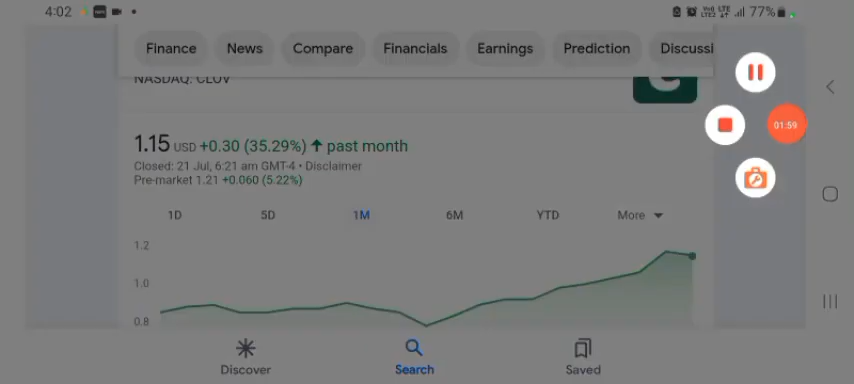 4:02 77%
Finance News Compare Financials Earnings Prediction Discussi
NASDAQ: CLOV
1.15 USD +0.30 (35.29%) ↑ past month
Closed: 21 Jul, 6:21 am GMT-4 • Disclaimer
Pre-market 1.21 +0.060 (5.22%)
01:59
1D 5D 1M 6M YTD More
1.2
1.0
0.8
Discover Search Saved